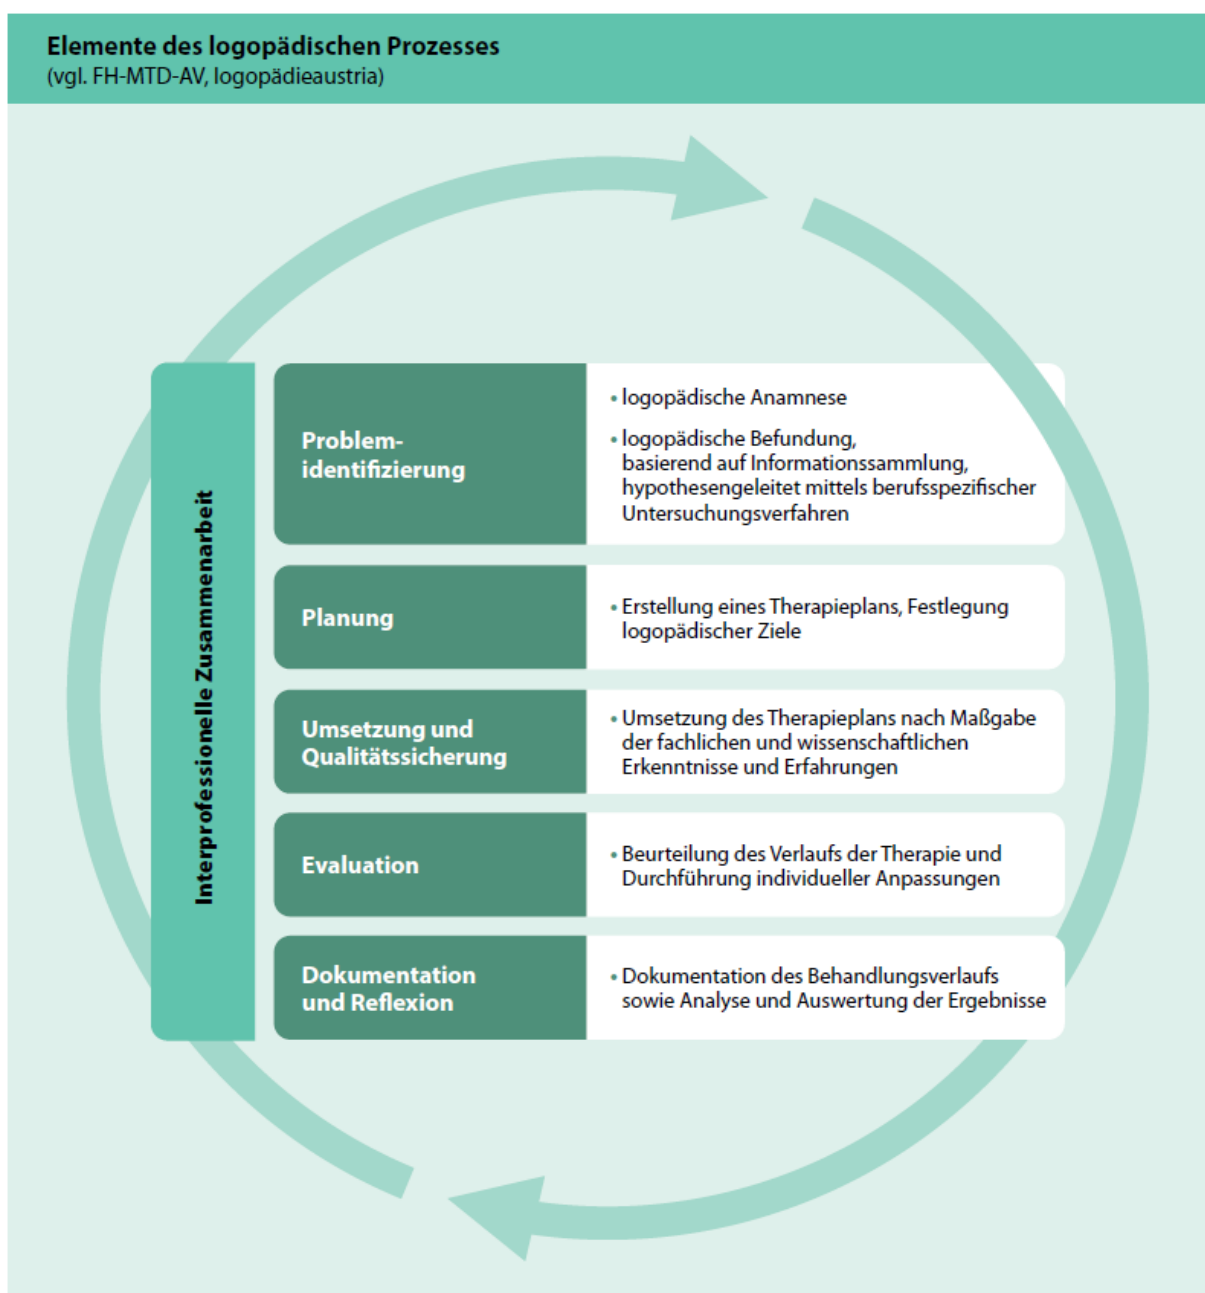 Elemente des logopädischen Prozesses
(vgl. FH-MTD-AV, logopädieaustria)
Interprofessionelle Zusammenarbeit
Problem-
identifizierung
• logopädische Anamnese
• logopädische Befundung,
basierend auf Informationssammlung,
hypothesengeleitet mittels berufsspezifischer
Untersuchungsverfahren
Planung
• Erstellung eines Therapieplans, Festlegung
logopädischer Ziele
Umsetzung und
Qualitätssicherung
• Umsetzung des Therapieplans nach Maßgabe
der fachlichen und wissenschaftlichen
Erkenntnisse und Erfahrungen
Evaluation
• Beurteilung des Verlaufs der Therapie und
Durchführung individueller Anpassungen
Dokumentation
und Reflexion
• Dokumentation des Behandlungsverlaufs
sowie Analyse und Auswertung der Ergebnisse